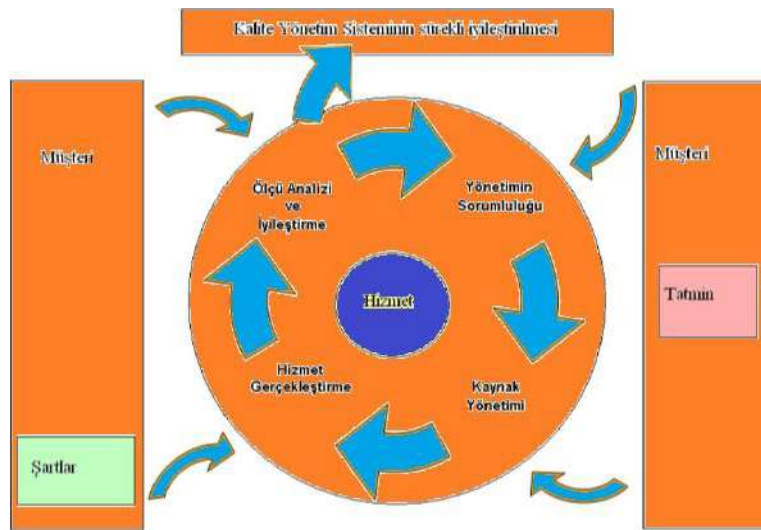 Kalite Yönetim Sisteminin sürekli iyileştirilmesi
Müşteri
Müşteri
Ölçü Analizi
ve
İyileştirme
Yönetimin
Sorumluluğu
Hizmet
Tatmin
Hizmet
Gerçekleştirme
Kaynak
Yönetimi
Şartlar